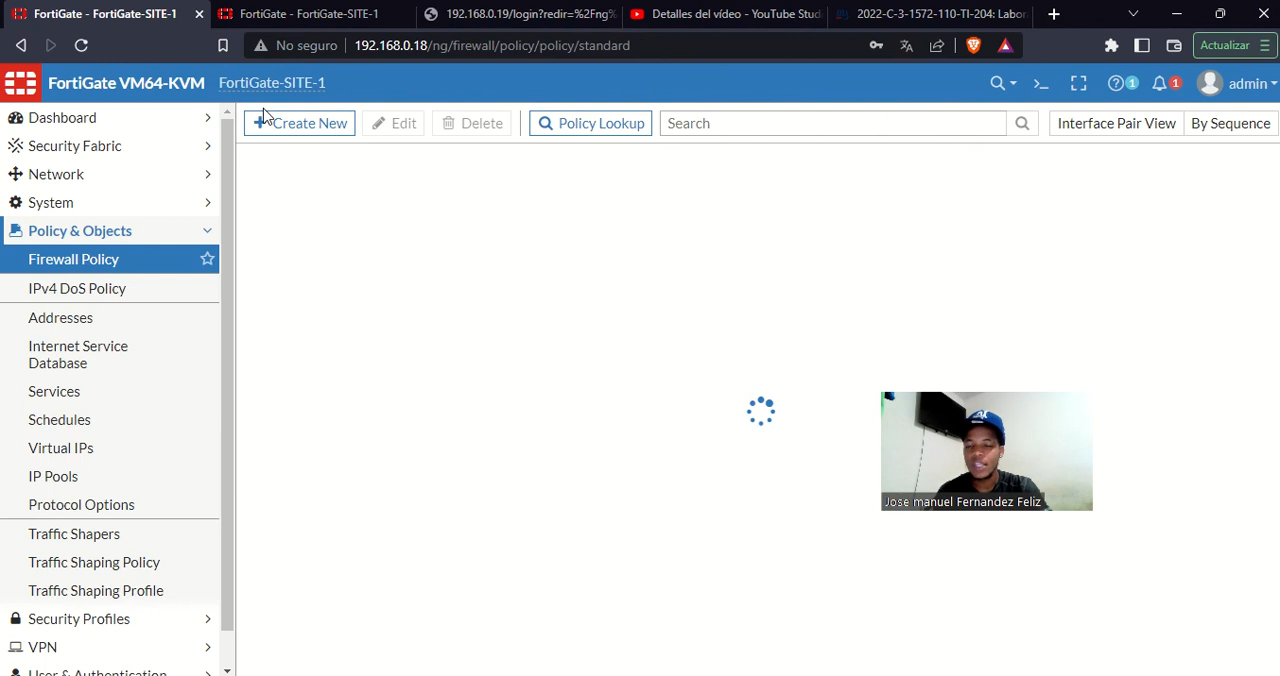 FortiGate - FortiGate-SITE-1
FortiGate - FortiGate-SITE-1
192.168.0.19/login?redir=%2Fng%
Detalles del vídeo - YouTube Studi
2022-C-3-1572-110-TI-204: Labor
No seguro
192.168.0.18/ng/firewall/policy/policy/standard
Actualizar
FortiGate VM64-KVM
FortiGate-SITE-1
1
1
admin
Dashboard
Security Fabric
Network
System
Policy & Objects
Firewall Policy
IPv4 DoS Policy
Addresses
Internet Service
Database
Services
Schedules
Virtual IPs
IP Pools
Protocol Options
Traffic Shapers
Traffic Shaping Policy
Traffic Shaping Profile
Security Profiles
VPN
User & Authentication
+ Create New
Edit
Delete
Policy Lookup
Search
Interface Pair View
By Sequence
Jose manuel Fernandez Feliz